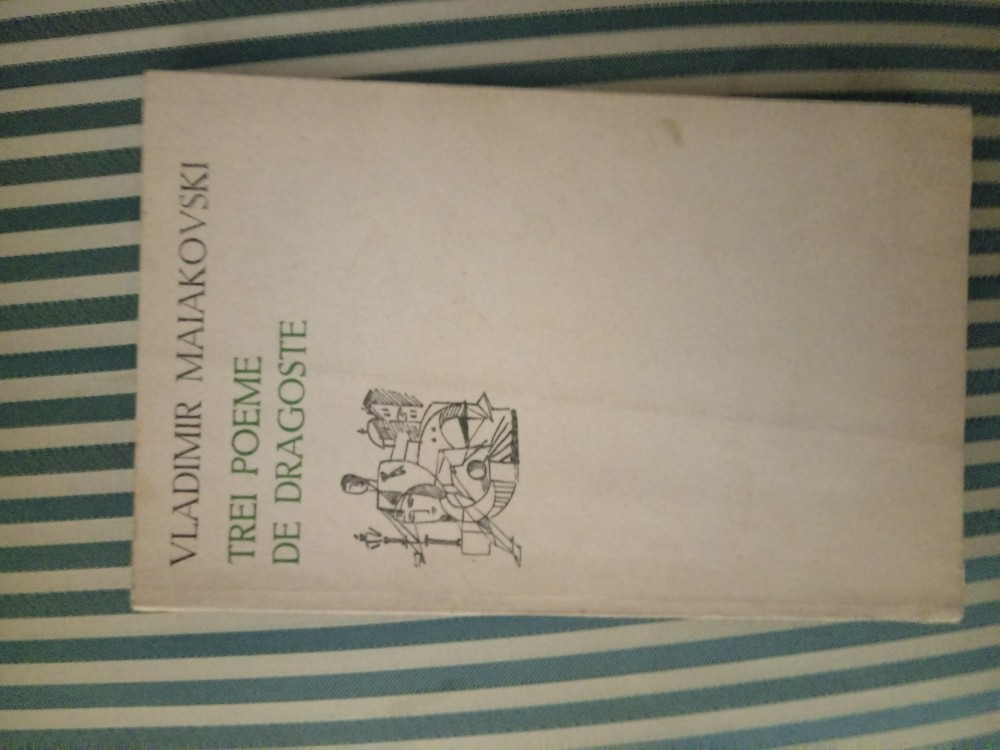 VLADIMIR MAIAKOVSKI
TREI POEME
DE DRAGOSTE